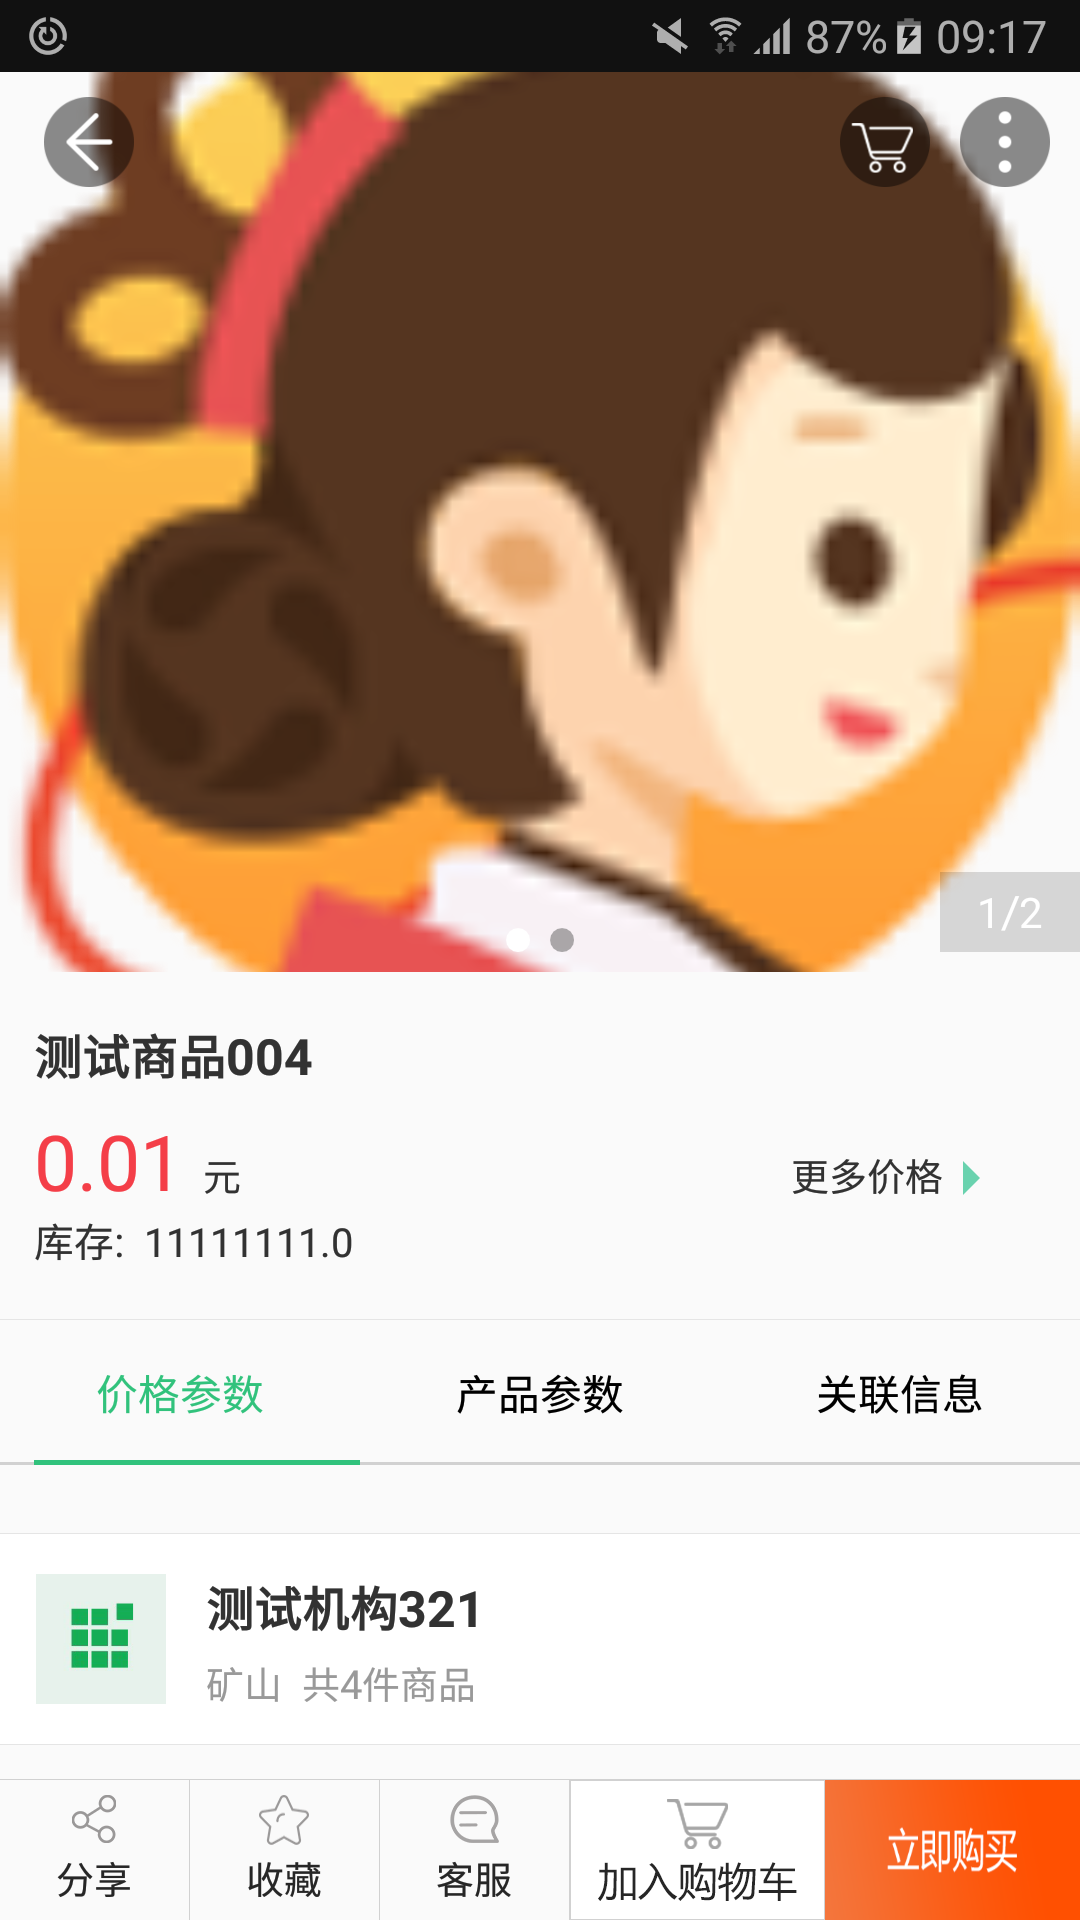 87% 09:17
1/2
测试商品004
0.01 元
更多价格
库存: 11111111.0
价格参数 产品参数 关联信息
测试机构321
矿山 共4件商品
分享 收藏 客服 加入购物车 立即购买